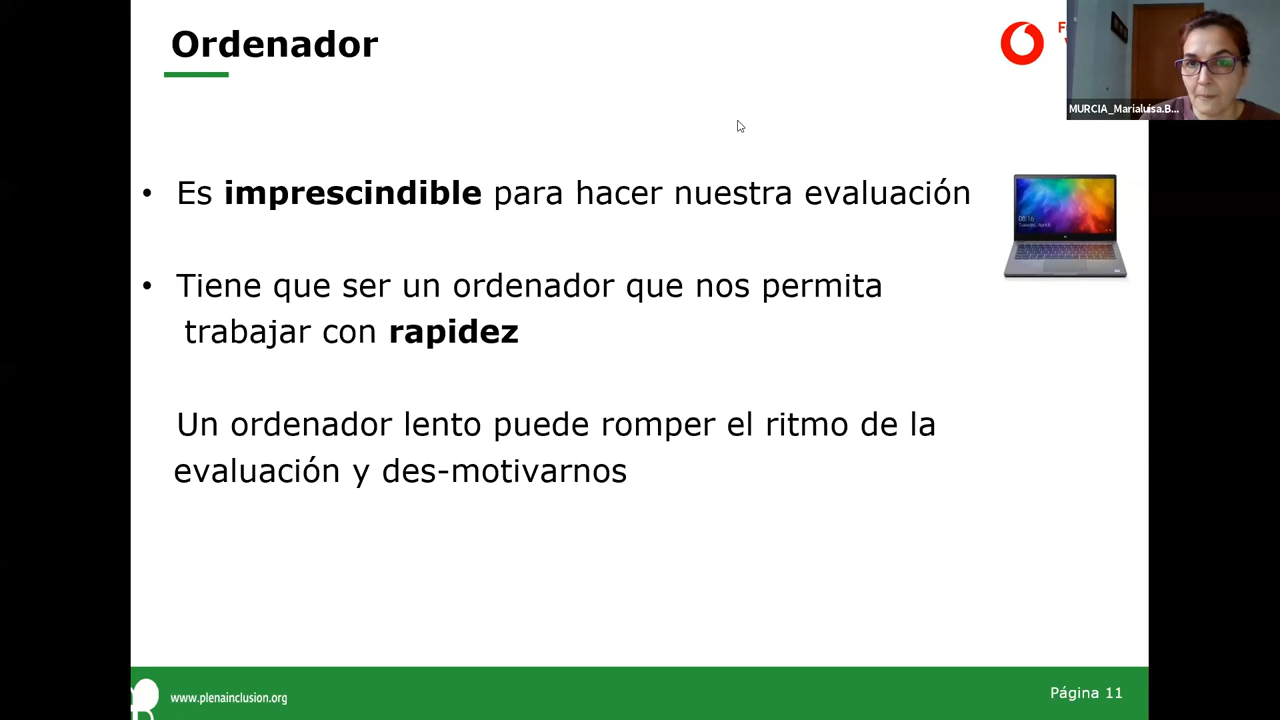 Ordenador
MURCIA_Marialuisa.B...
• Es imprescindible para hacer nuestra evaluación
• Tiene que ser un ordenador que nos permita
trabajar con rapidez
Un ordenador lento puede romper el ritmo de la
evaluación y des-motivarnos
www.plenainclusion.org
Página 11